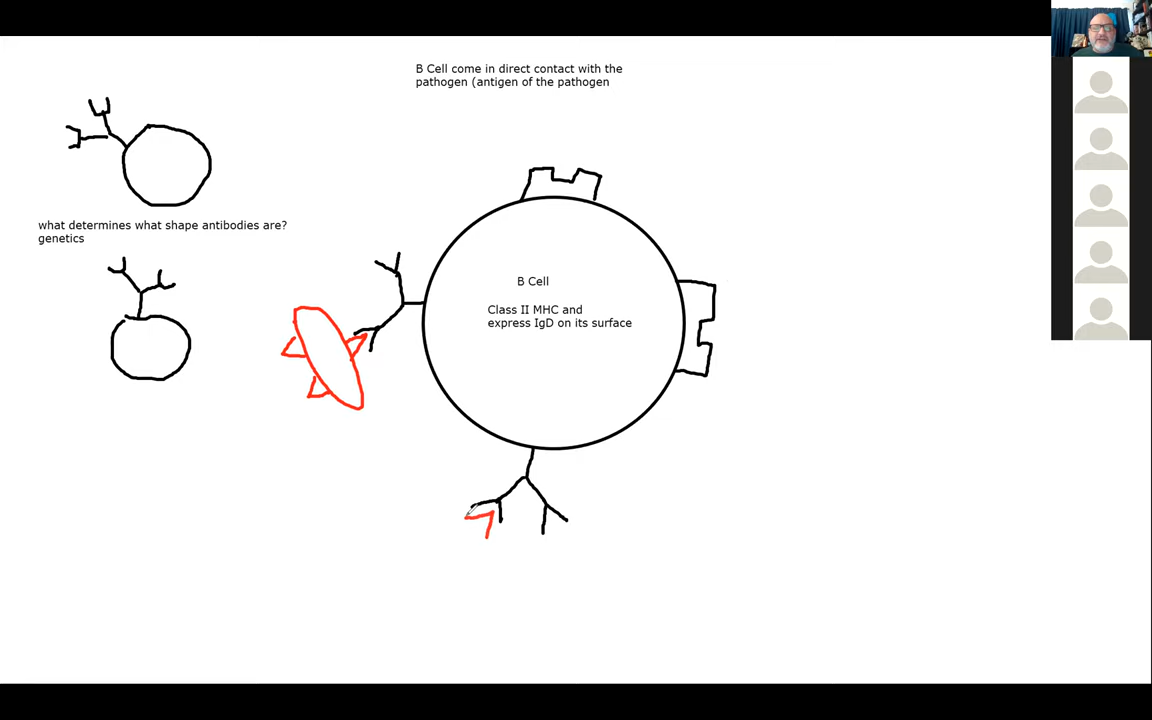 B Cell come in direct contact with the
pathogen (antigen of the pathogen
what determines what shape antibodies are?
genetics
B Cell
Class II MHC and
express IgD on its surface